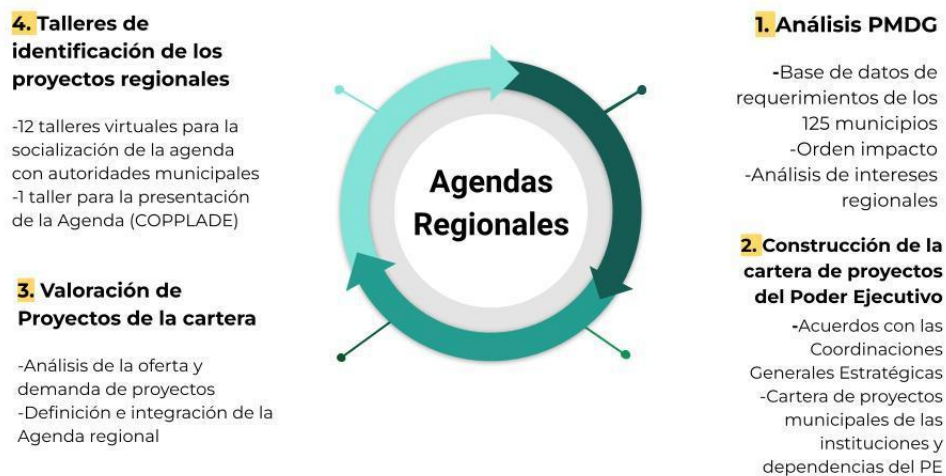 4. Talleres de
identificación de los
proyectos regionales
-12 talleres virtuales para la
socialización de la agenda
con autoridades municipales
-1 taller para la presentación
de la Agenda (COPPLADE)
3. Valoración de
Proyectos de la cartera
-Análisis de la oferta y
demanda de proyectos
-Definición e integración de la
Agenda regional
Agendas
Regionales
1. Análisis PMDG
-Base de datos de
requerimientos de los
125 municipios
-Orden impacto
-Análisis de intereses
regionales
2. Construcción de la
cartera de proyectos
del Poder Ejecutivo
-Acuerdos con las
Coordinaciones
Generales Estratégicas
-Cartera de proyectos
municipales de las
instituciones y
dependencias del PE